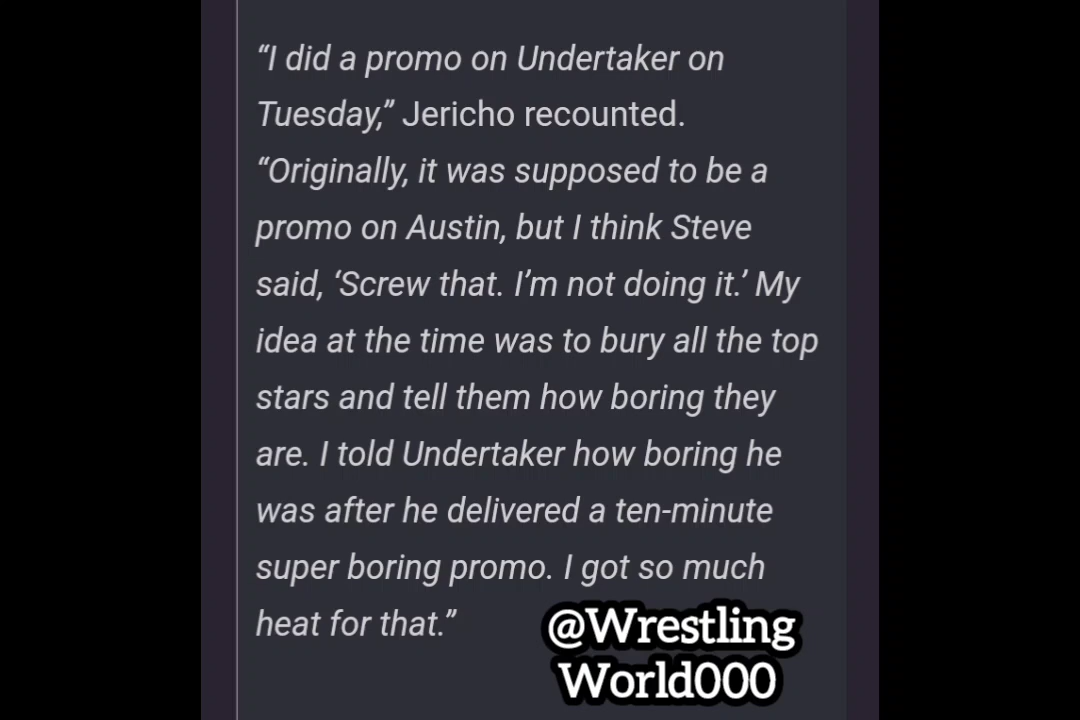 “I did a promo on Undertaker on
Tuesday,” Jericho recounted.
“Originally, it was supposed to be a
promo on Austin, but I think Steve
said, ‘Screw that. I’m not doing it.’ My
idea at the time was to bury all the top
stars and tell them how boring they
are. I told Undertaker how boring he
was after he delivered a ten-minute
super boring promo. I got so much
heat for that.”
@Wrestling
World000